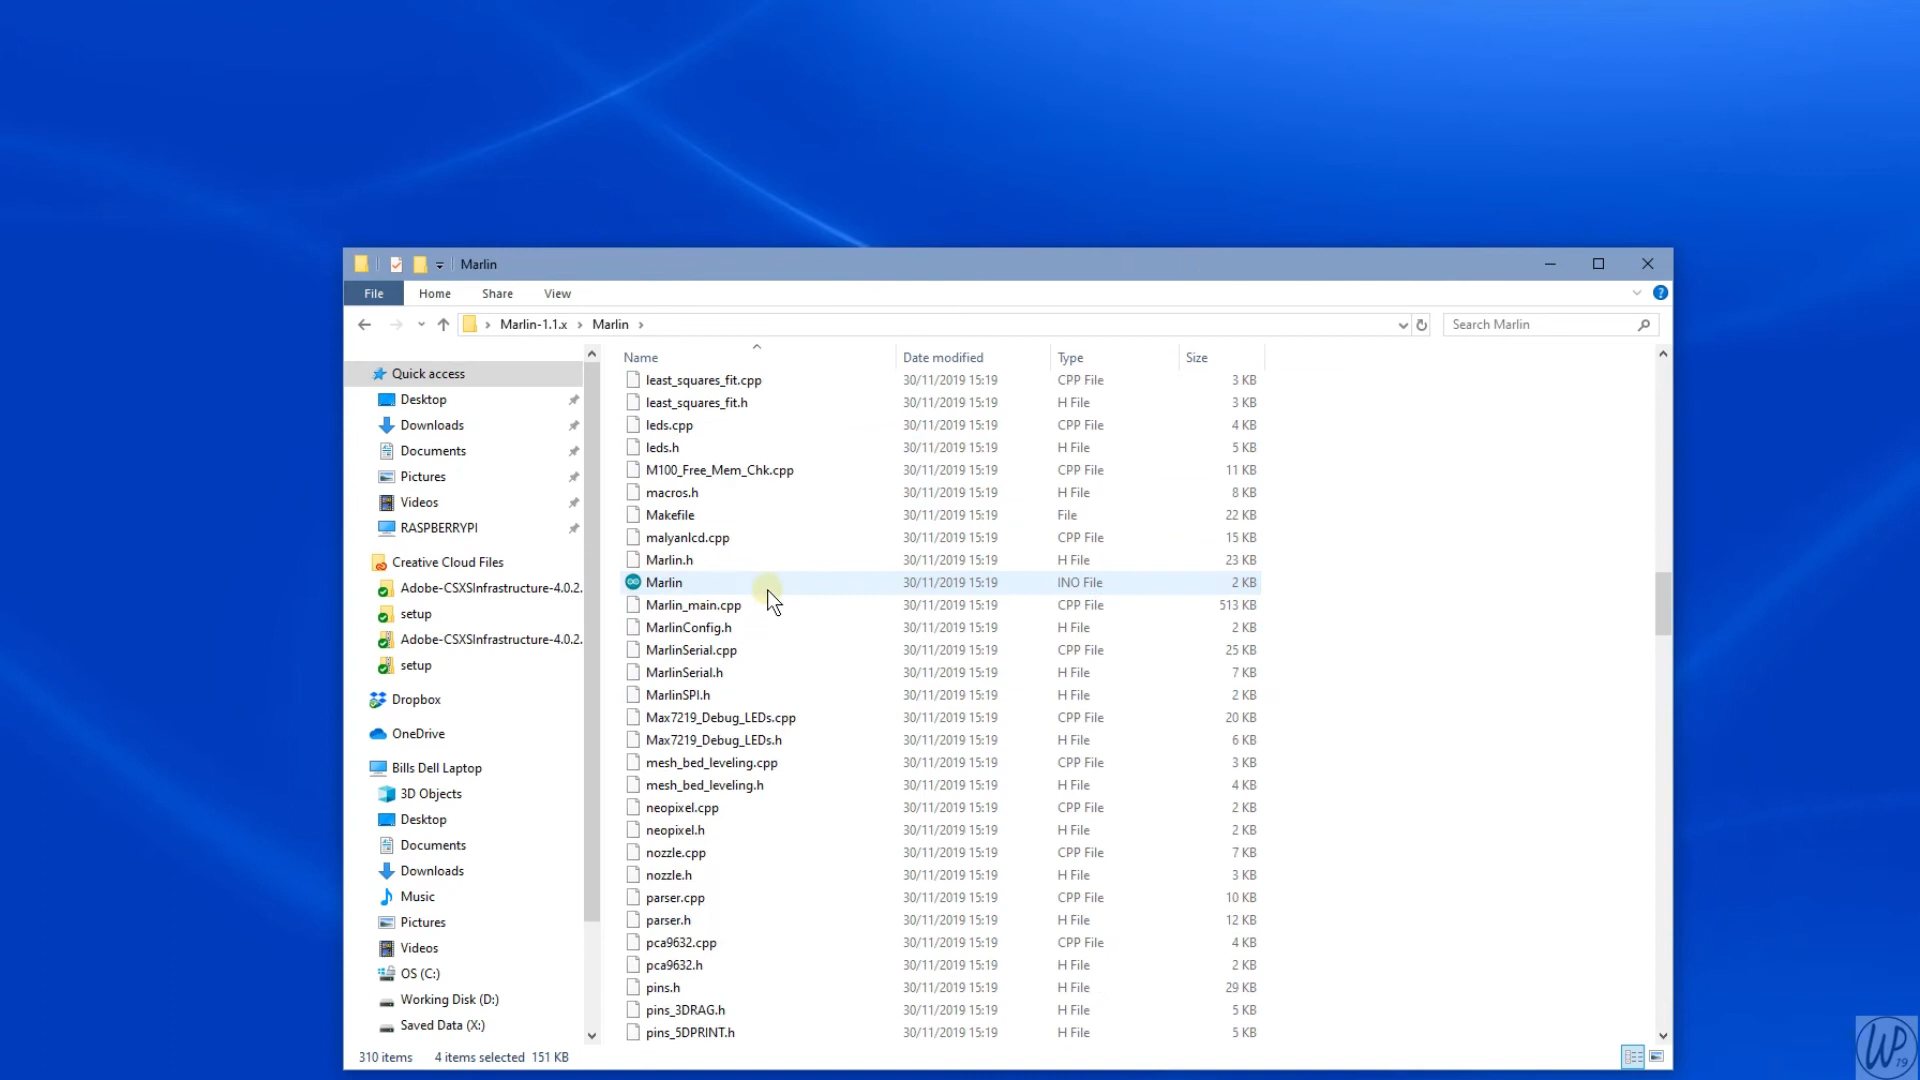 Marlin
File Home Share View
Marlin-1.1.x Marlin Search Marlin
Name Date modified Type Size
Quick access
Desktop
Downloads
Documents
Pictures
Videos
RASPBERRYPI
Creative Cloud Files
Adobe-CSXSInfrastructure-4.0.2.
setup
Adobe-CSXSInfrastructure-4.0.2.
setup
Dropbox
OneDrive
Bills Dell Laptop
3D Objects
Desktop
Documents
Downloads
Music
Pictures
Videos
OS (C:)
Working Disk (D:)
Saved Data (X:)
least_squares_fit.cpp 30/11/2019 15:19 CPP File 3 KB
least_squares_fit.h 30/11/2019 15:19 H File 3 KB
leds.cpp 30/11/2019 15:19 CPP File 4 KB
leds.h 30/11/2019 15:19 H File 5 KB
M100_Free_Mem_Chk.cpp 30/11/2019 15:19 CPP File 11 KB
macros.h 30/11/2019 15:19 H File 8 KB
Makefile 30/11/2019 15:19 File 22 KB
malyanlcd.cpp 30/11/2019 15:19 CPP File 15 KB
Marlin.h 30/11/2019 15:19 H File 23 KB
Marlin 30/11/2019 15:19 INO File 2 KB
Marlin_main.cpp 30/11/2019 15:19 CPP File 513 KB
MarlinConfig.h 30/11/2019 15:19 H File 2 KB
MarlinSerial.cpp 30/11/2019 15:19 CPP File 25 KB
MarlinSerial.h 30/11/2019 15:19 H File 7 KB
MarlinSPI.h 30/11/2019 15:19 H File 2 KB
Max7219_Debug_LEDs.cpp 30/11/2019 15:19 CPP File 20 KB
Max7219_Debug_LEDs.h 30/11/2019 15:19 H File 6 KB
mesh_bed_leveling.cpp 30/11/2019 15:19 CPP File 3 KB
mesh_bed_leveling.h 30/11/2019 15:19 H File 4 KB
neopixel.cpp 30/11/2019 15:19 CPP File 2 KB
neopixel.h 30/11/2019 15:19 H File 2 KB
nozzle.cpp 30/11/2019 15:19 CPP File 7 KB
nozzle.h 30/11/2019 15:19 H File 3 KB
parser.cpp 30/11/2019 15:19 CPP File 10 KB
parser.h 30/11/2019 15:19 H File 12 KB
pca9632.cpp 30/11/2019 15:19 CPP File 4 KB
pca9632.h 30/11/2019 15:19 H File 2 KB
pins.h 30/11/2019 15:19 H File 29 KB
pins_3DRAG.h 30/11/2019 15:19 H File 5 KB
pins_5DPRINT.h 30/11/2019 15:19 H File 5 KB
310 items 4 items selected 151 KB
WP 19